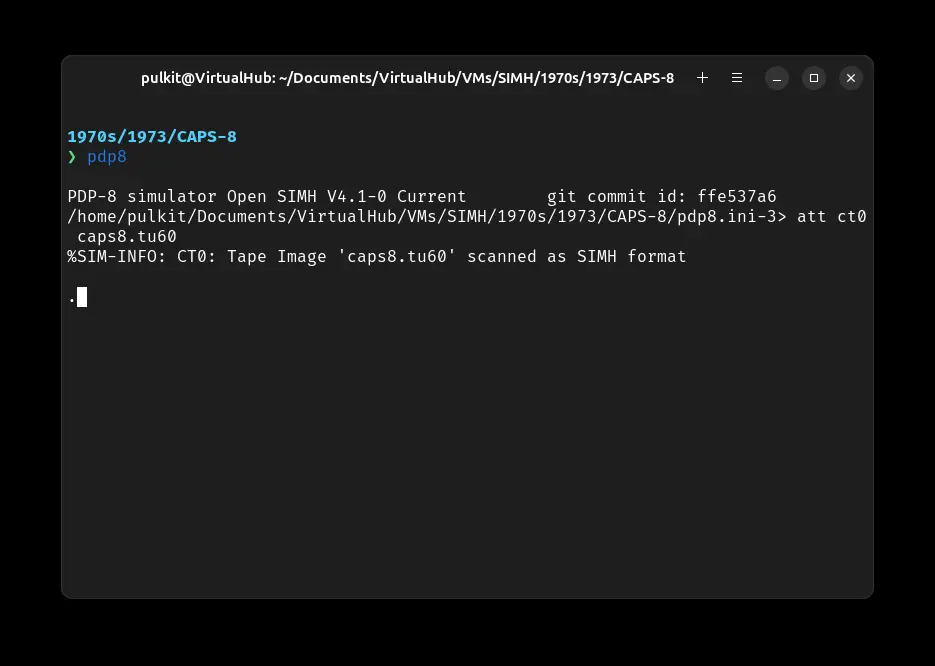 pulkit@VirtualHub: ~/Documents/VirtualHub/VMs/SIMH/1970s/1973/CAPS-8
1970s/1973/CAPS-8
❯ pdp8
PDP-8 simulator Open SIMH V4.1-0 Current        git commit id: ffe537a6
/home/pulkit/Documents/VirtualHub/VMs/SIMH/1970s/1973/CAPS-8/pdp8.ini-3> att ct0
 caps8.tu60
%SIM-INFO: CT0: Tape Image 'caps8.tu60' scanned as SIMH format
.